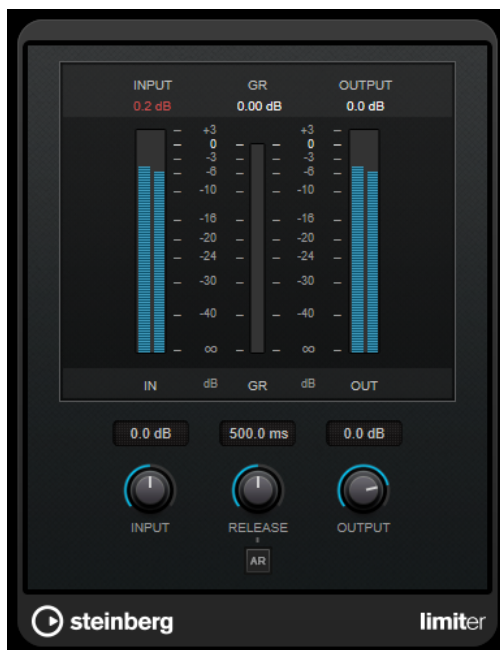 INPUT GR OUTPUT
0.2 dB 0.00 dB 0.0 dB
+3 +3
0 0
-3 -3
-6 -6
-10 -10
-16 -16
-20 -20
-24 -24
-30 -30
-40 -40
∞ ∞
IN dB GR dB OUT
0.0 dB 500.0 ms 0.0 dB
INPUT RELEASE OUTPUT
AR
steinberg limiter